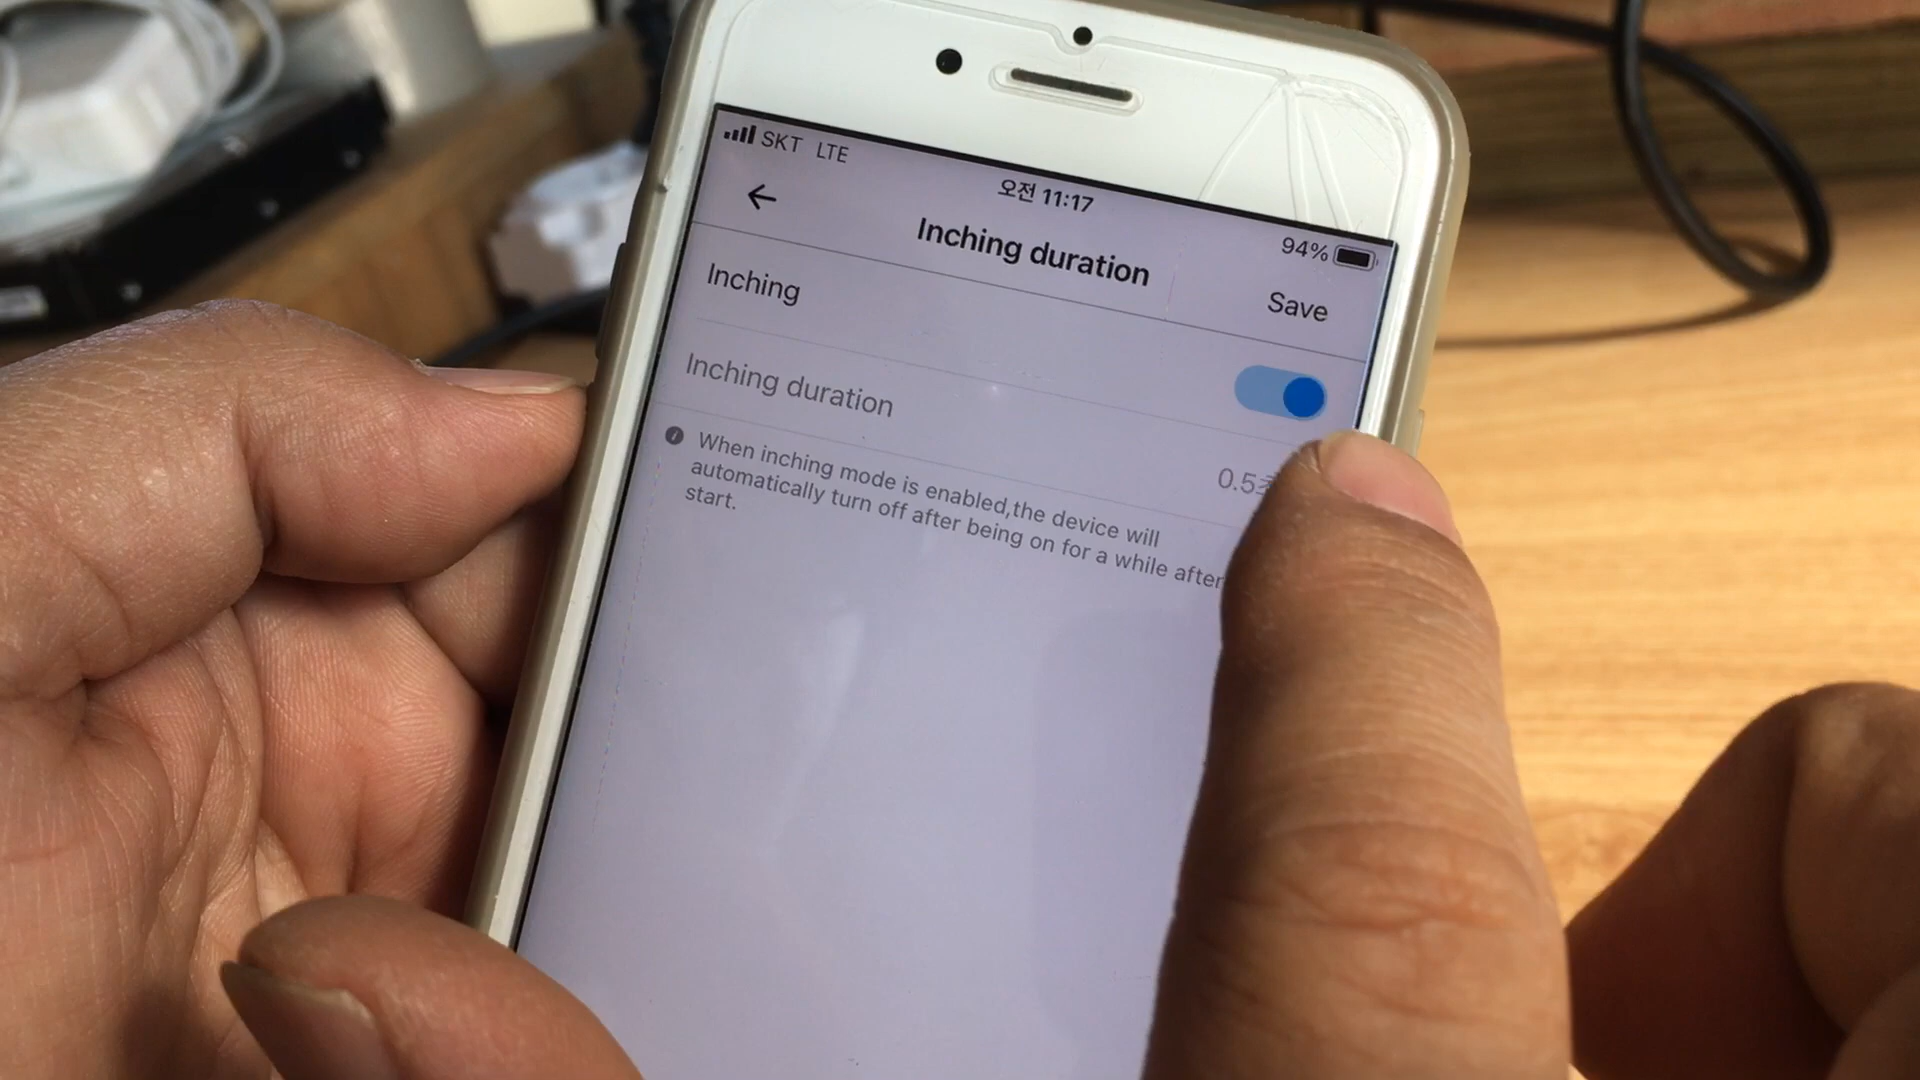 SKT LTE
오전 11:17
94%
Inching duration
Save
Inching
Inching duration
0.5초
When inching mode is enabled,the device will
automatically turn off after being on for a while after
start.